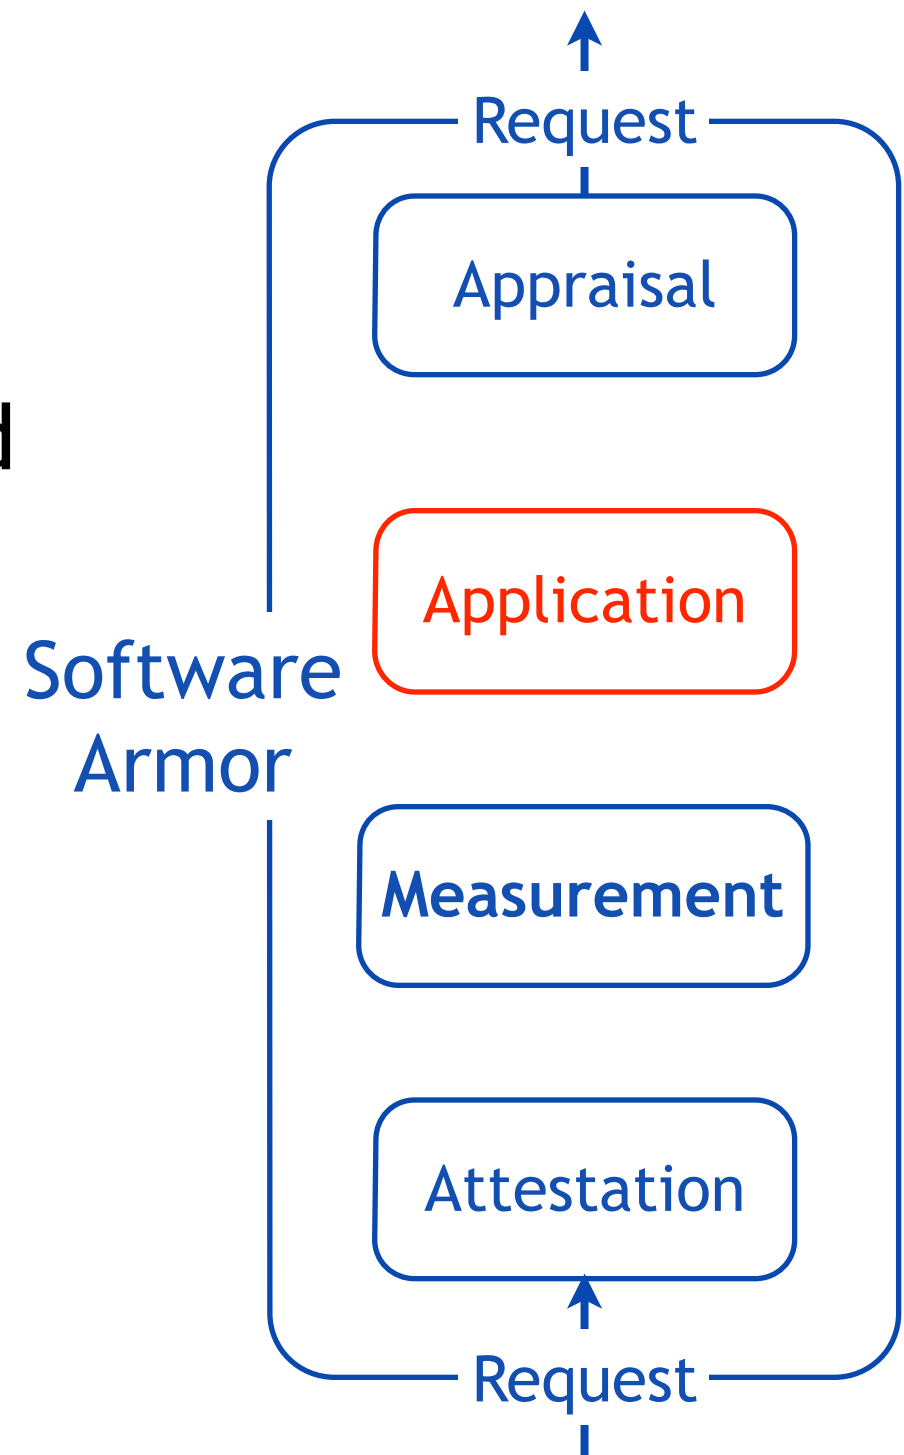 Request
Appraisal
Application
Software
Armor
Measurement
Attestation
Request